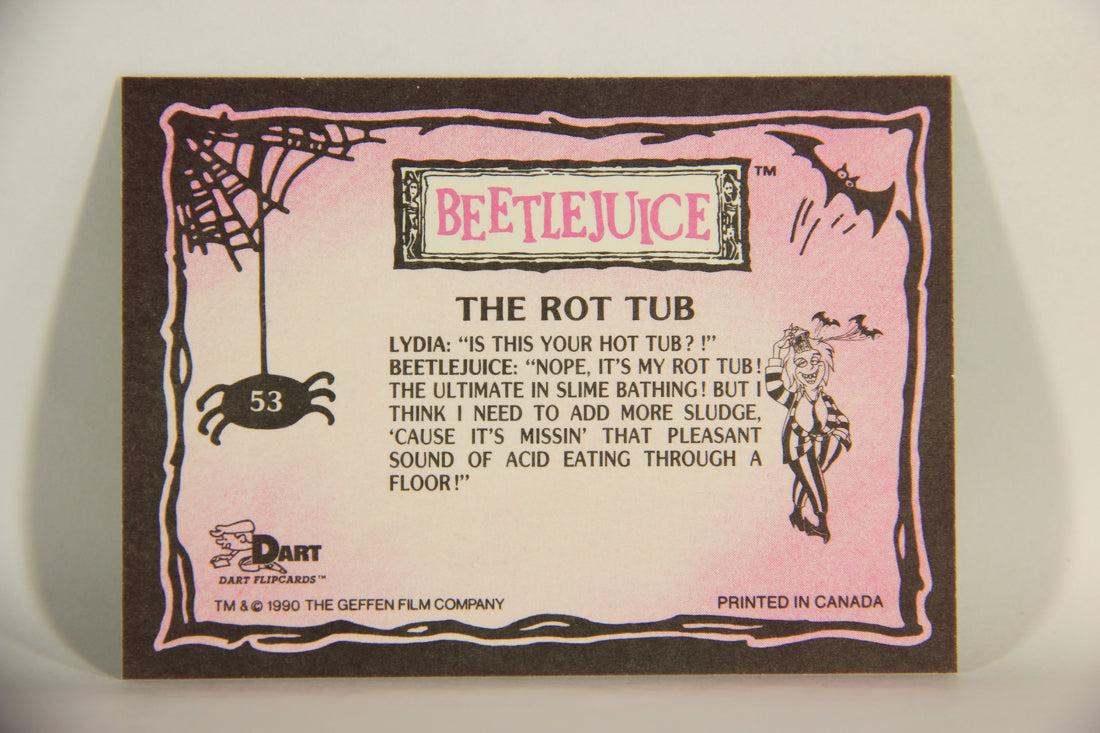 BEETLEJUICE ™
THE ROT TUB
LYDIA: “IS THIS YOUR HOT TUB? !”
BEETLEJUICE: “NOPE, IT’S MY ROT TUB!
THE ULTIMATE IN SLIME BATHING! BUT I
THINK I NEED TO ADD MORE SLUDGE,
‘CAUSE IT’S MISSIN’ THAT PLEASANT
SOUND OF ACID EATING THROUGH A
FLOOR!”
53
DART
DART FLIPCARDS™
TM & © 1990 THE GEFFEN FILM COMPANY
PRINTED IN CANADA